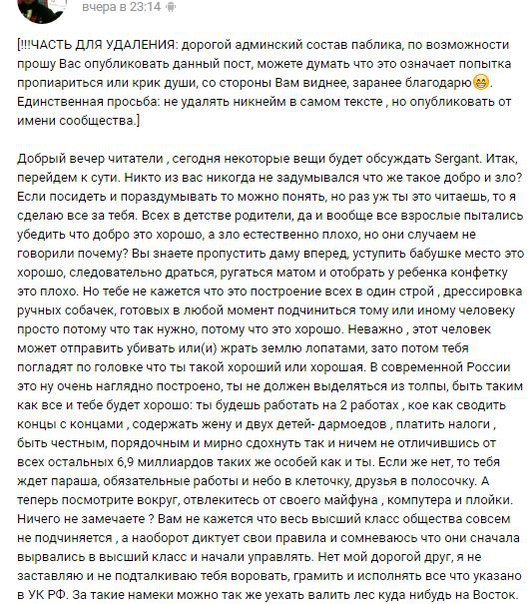 вчера в 23:14
[!!!ЧАСТЬ ДЛЯ УДАЛЕНИЯ: дорогой админский состав паблика, по возможности
прошу Вас опубликовать данный пост, можете думать что это означает попытка
пропиариться или крик души, со стороны Вам виднее, заранее благодарю😁.
Единственная просьба: не удалять никнейм в самом тексте , но опубликовать от
имени сообщества.]
Добрый вечер читатели , сегодня некоторые вещи будет обсуждать Sergant. Итак,
перейдем к сути. Никто из вас никогда не задумывался что же такое добро и зло?
Если посидеть и пораздумывать то можно понять, но раз уж ты это читаешь, то я
сделаю все за тебя. Всех в детстве родители, да и вообще все взрослые пытались
убедить что добро это хорошо, а зло естественно плохо, но они случаем не
говорили почему? Вы знаете пропустить даму вперед, уступить бабушке место это
хорошо, следовательно драться, ругаться матом и отобрать у ребенка конфетку
это плохо. Но тебе не кажется что это построение всех в один строй , дрессировка
ручных собачек, готовых в любой момент подчиниться тому или иному человеку
просто потому что так нужно, потому что это хорошо. Неважно , этот человек
может отправить убивать или(и) жрать землю лопатами, зато потом тебя
погладят по головке что ты такой хороший или хорошая. В современной России
это ну очень наглядно построено, ты не должен выделяться из толпы, быть таким
как все и тебе будет хорошо: ты будешь работать на 2 работах , кое как сводить
концы с концами , содержать жену и двух детей- дармоедов , платить налоги ,
быть честным, порядочным и мирно сдохнуть так и ничем не отличившись от
всех остальных 6,9 миллиардов таких же особей как и ты. Если же нет, то тебя
ждет параша, обязательные работы и небо в клеточку, друзья в полосочку. А
теперь посмотрите вокруг, отвлекитесь от своего майфуна , компутера и плойки.
Ничего не замечаете ? Вам не кажется что весь высший класс общества совсем
не подчиняется , а наоборот диктует свои правила и сомневаюсь что они сначала
вырвались в высший класс и начали управлять. Нет мой дорогой друг, я не
заставляю и не подталкиваю тебя воровать, грамить и исполнять все что указано
в УК РФ. За такие намеки можно так же уехать валить лес куда нибудь на Восток.